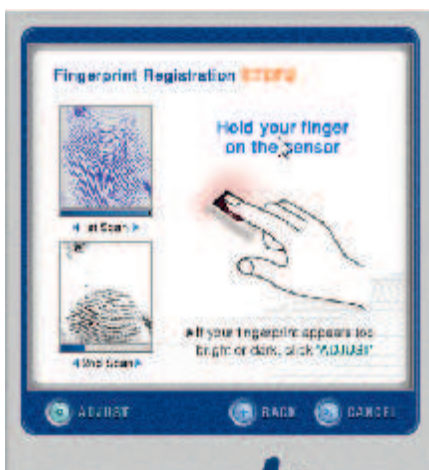 Fingerprint Registration STEP2
Hold your finger
on the sensor
1st Scan
2nd Scan
If your fingerprint appears too
bright or dark, click "ADJUST"
ADJUST
BACK
CANCEL